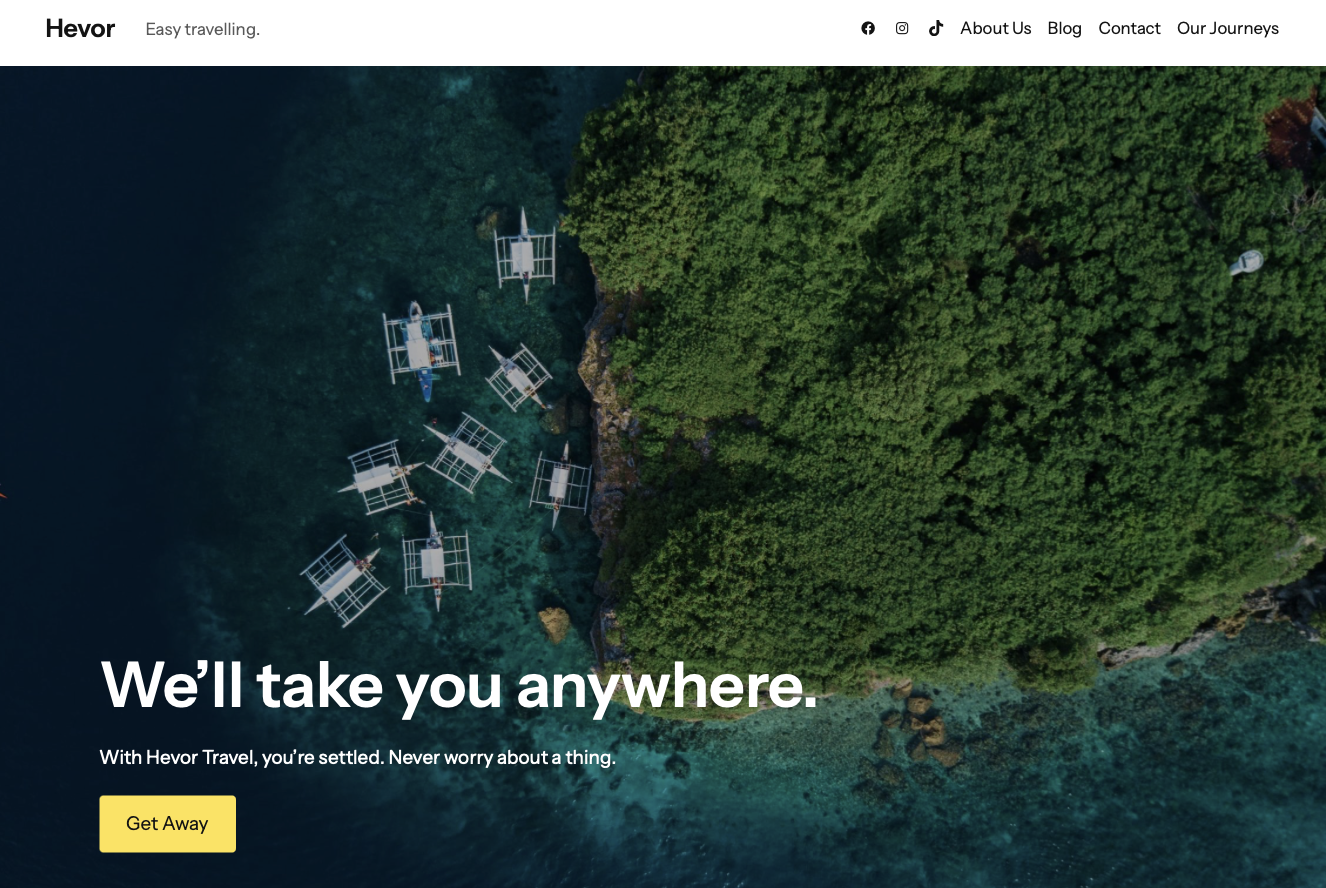 Hevor
Easy travelling.
About Us
Blog
Contact
Our Journeys
We’ll take you anywhere.
With Hevor Travel, you’re settled. Never worry about a thing.
Get Away